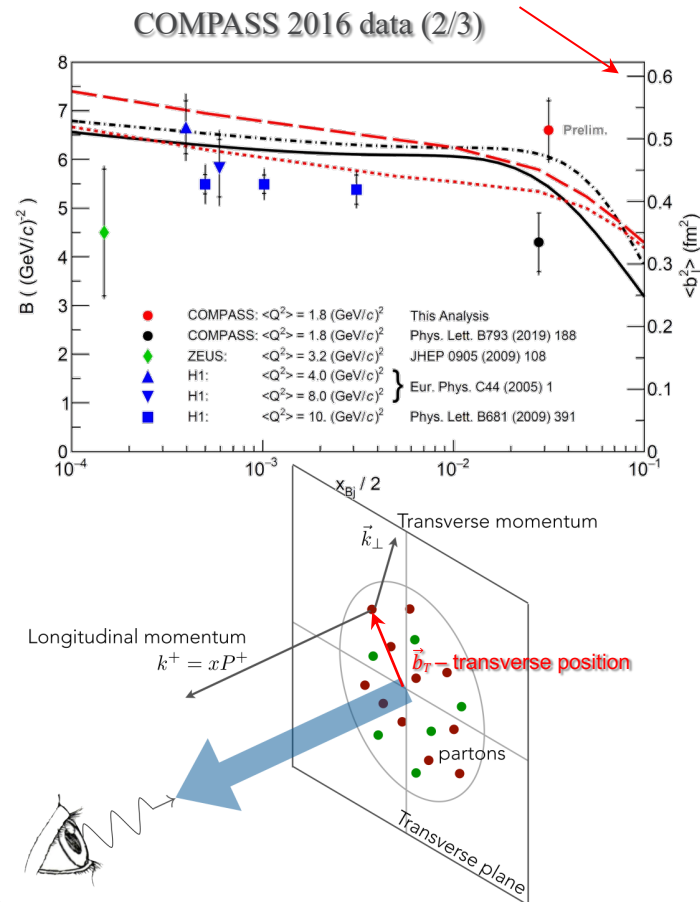 COMPASS 2016 data (2/3)
8
7
6
5
4
3
2
1
0
B ( (GeV/c)⁻²)
0.6
0.5
0.4
0.3
0.2
0.1
0
<b²⊥> (fm²)
Prelim.
COMPASS: <Q²> = 1.8 (GeV/c)² This Analysis
COMPASS: <Q²> = 1.8 (GeV/c)² Phys. Lett. B793 (2019) 188
ZEUS: <Q²> = 3.2 (GeV/c)² JHEP 0905 (2009) 108
H1: <Q²> = 4.0 (GeV/c)²
H1: <Q²> = 8.0 (GeV/c)² } Eur. Phys. C44 (2005) 1
H1: <Q²> = 10. (GeV/c)² Phys. Lett. B681 (2009) 391
10⁻⁴ 10⁻³ 10⁻² 10⁻¹
x_Bj / 2
Transverse momentum
k⃗⊥
Longitudinal momentum
k⁺ = xP⁺
b⃗_T – transverse position
partons
Transverse plane